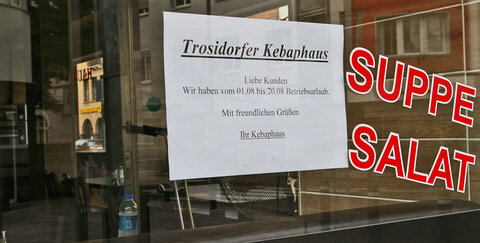 Trosidorfer Kebaphaus
Liebe Kunden
Wir haben vom 01.08 bis 20.08 Betriebsurlaub.
Mit freundlichen Grüßen
Ihr Kebaphaus
SUPPE
SALAT